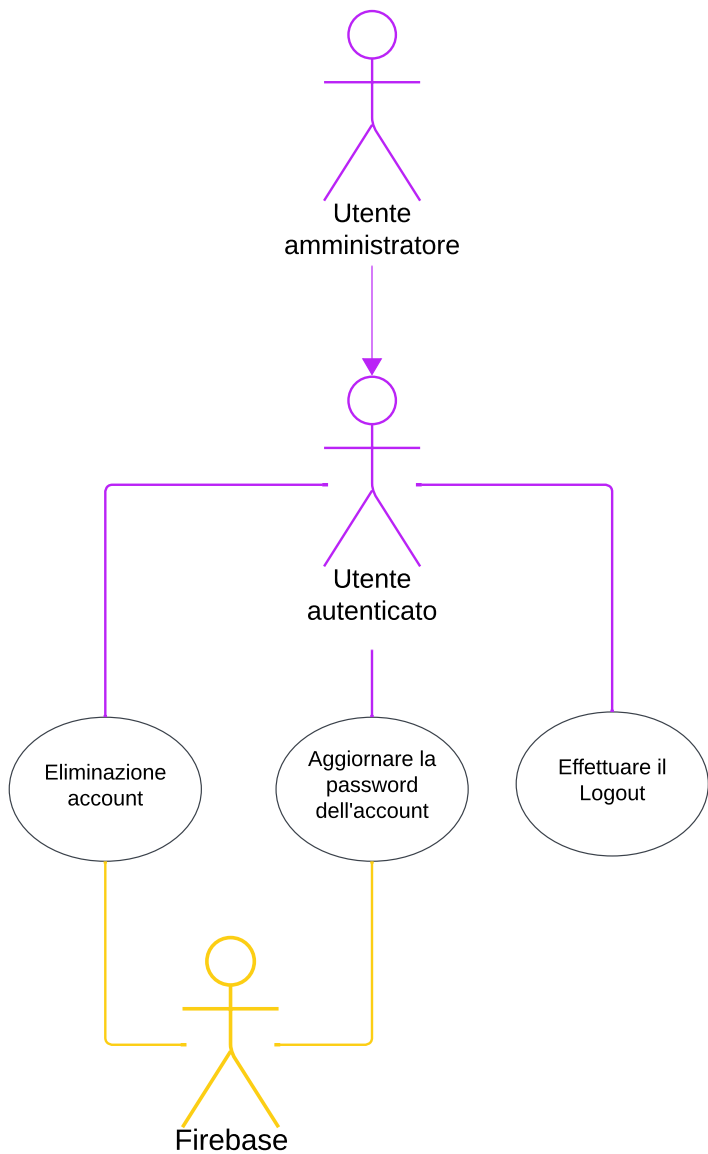 Utente
amministratore
Utente
autenticato
Eliminazione
account
Aggiornare la
password
dell'account
Effettuare il
Logout
Firebase